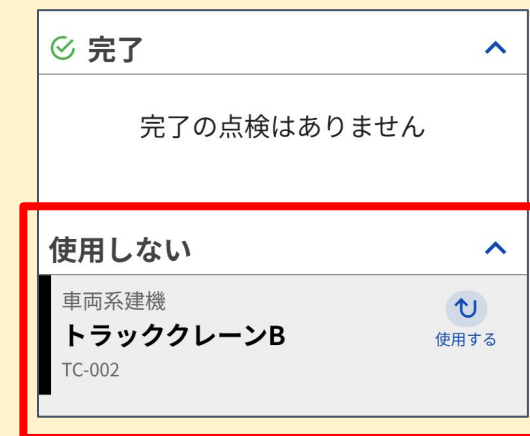 完了
完了の点検はありません
使用しない
車両系建機
トラッククレーンB
使用する
TC-002